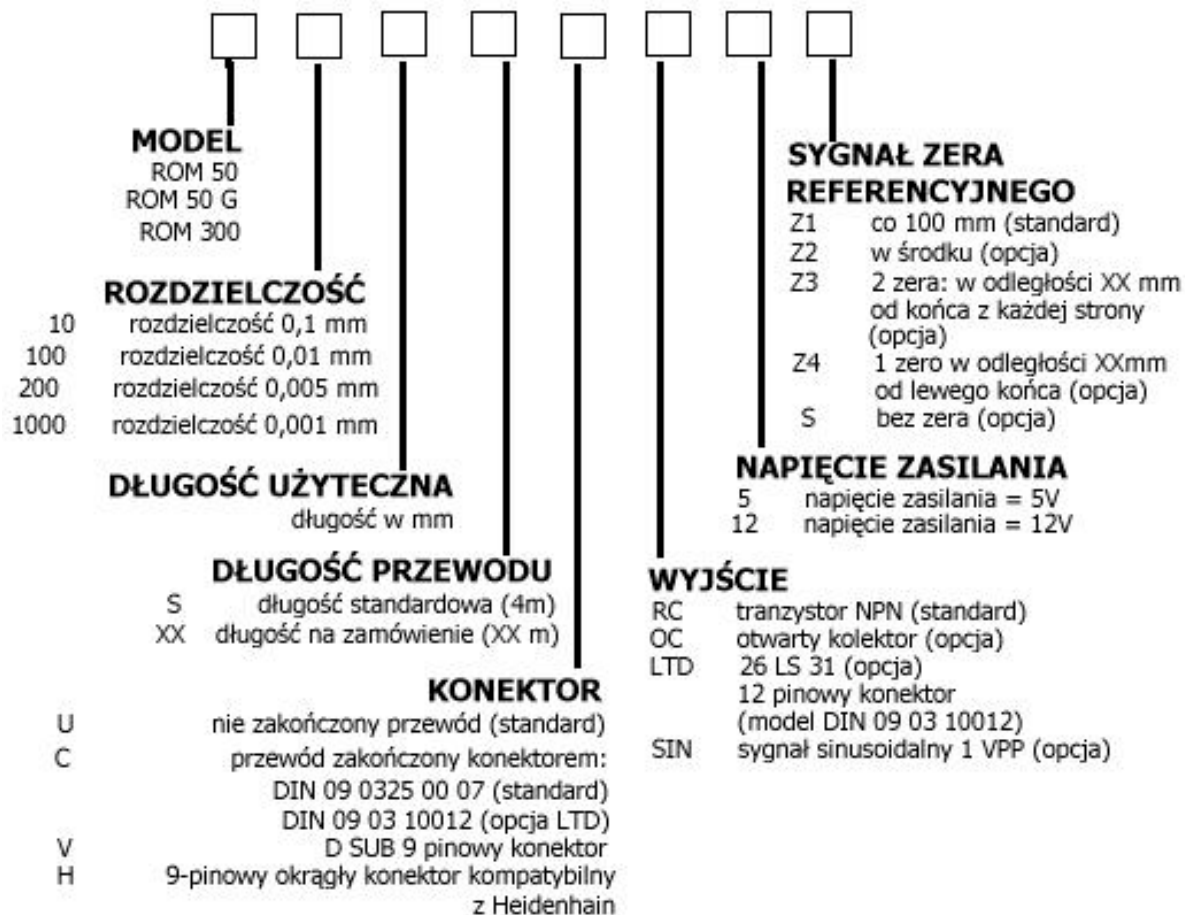 MODEL
ROM 50
ROM 50 G
ROM 300
ROZDZIELCZOŚĆ
10 rozdzielczość 0,1 mm
100 rozdzielczość 0,01 mm
200 rozdzielczość 0,005 mm
1000 rozdzielczość 0,001 mm
DŁUGOŚĆ UŻYTECZNA
długość w mm
DŁUGOŚĆ PRZEWODU
S długość standardowa (4m)
XX długość na zamówienie (XX m)
KONEKTOR
U nie zakończony przewód (standard)
C przewód zakończony konektorem:
DIN 09 0325 00 07 (standard)
DIN 09 03 10012 (opcja LTD)
V D SUB 9 pinowy konektor
H 9-pinowy okrągły konektor kompatybilny
z Heidenhain
SYGNAŁ ZERA
REFERENCYJNEGO
Z1 co 100 mm (standard)
Z2 w środku (opcja)
Z3 2 zera: w odległości XX mm
od końca z każdej strony
(opcja)
Z4 1 zero w odległości XXmm
od lewego końca (opcja)
S bez zera (opcja)
NAPIĘCIE ZASILANIA
5 napięcie zasilania = 5V
12 napięcie zasilania = 12V
WYJŚCIE
RC tranzystor NPN (standard)
OC otwarty kolektor (opcja)
LTD 26 LS 31 (opcja)
12 pinowy konektor
(model DIN 09 03 10012)
SIN sygnał sinusoidalny 1 VPP (opcja)